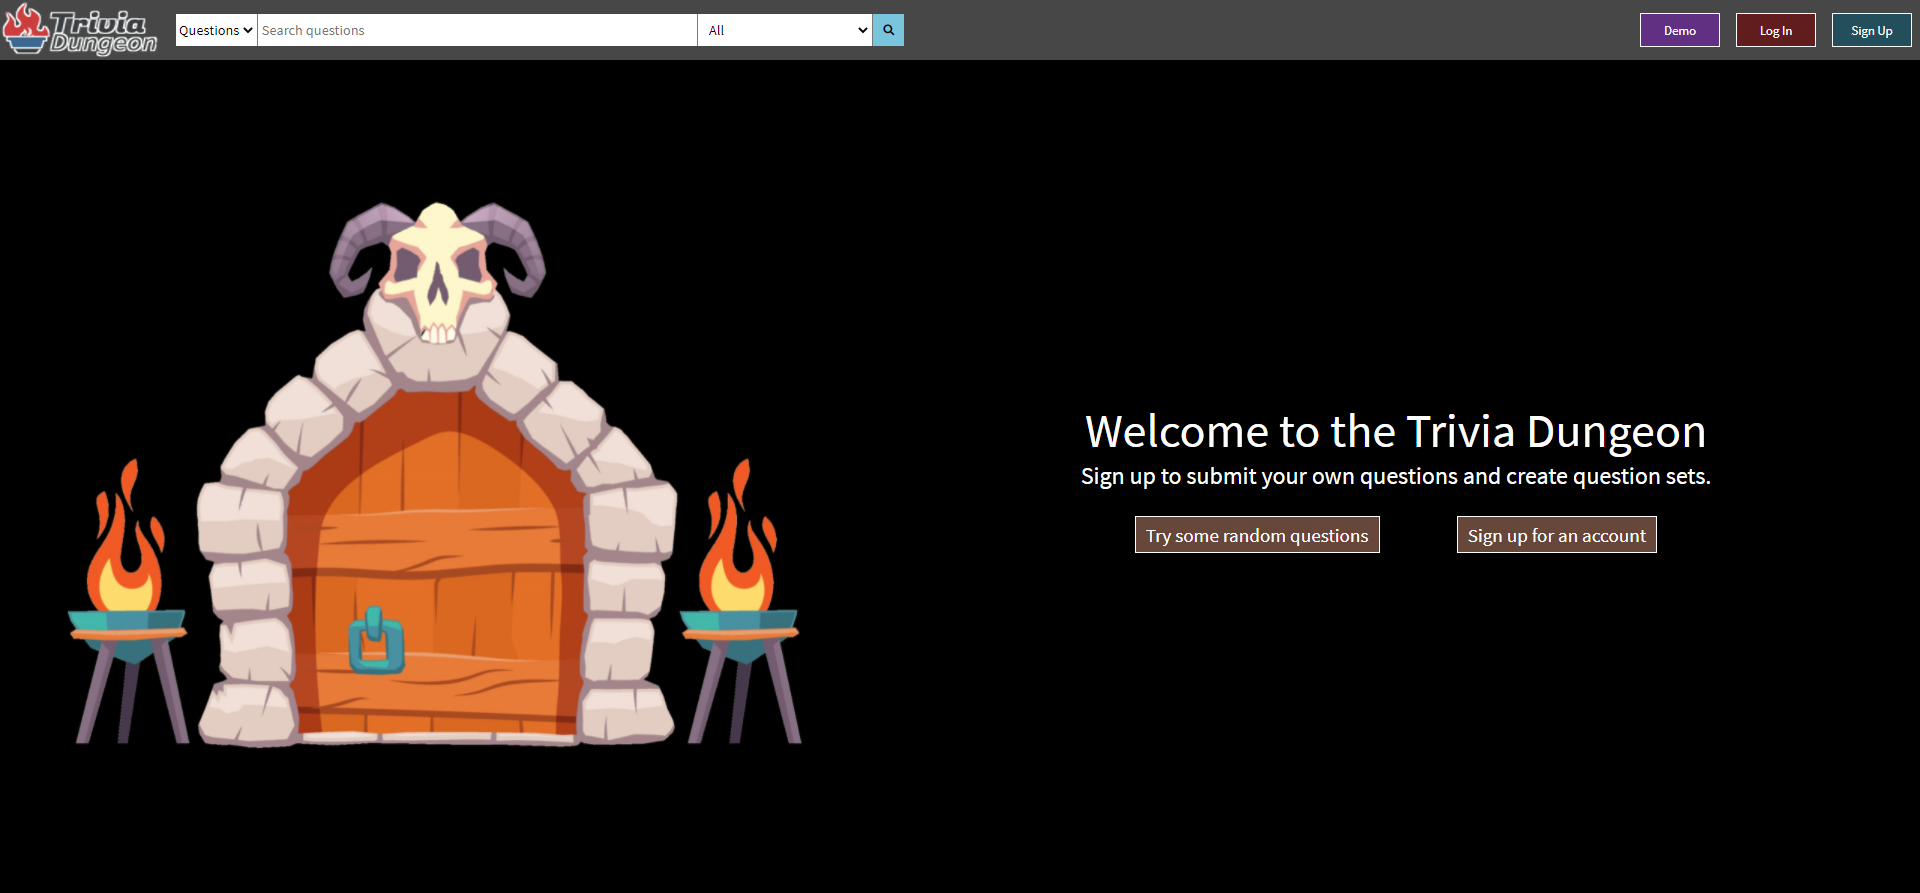 Trivia
Dungeon
Questions
Search questions
All
Demo
Log In
Sign Up
Welcome to the Trivia Dungeon
Sign up to submit your own questions and create question sets.
Try some random questions
Sign up for an account